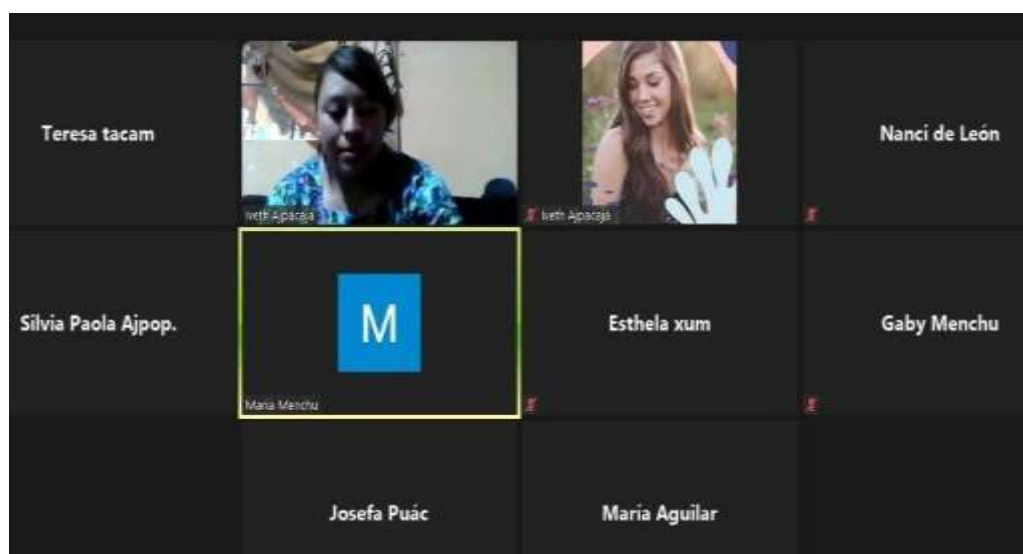 Teresa tacam
Iveth Ajpacaja
Iveth Ajpacaja
Nanci de León
Silvia Paola Ajpop.
M
Maria Menchu
Esthela xum
Gaby Menchu
Josefa Puác
María Aguilar